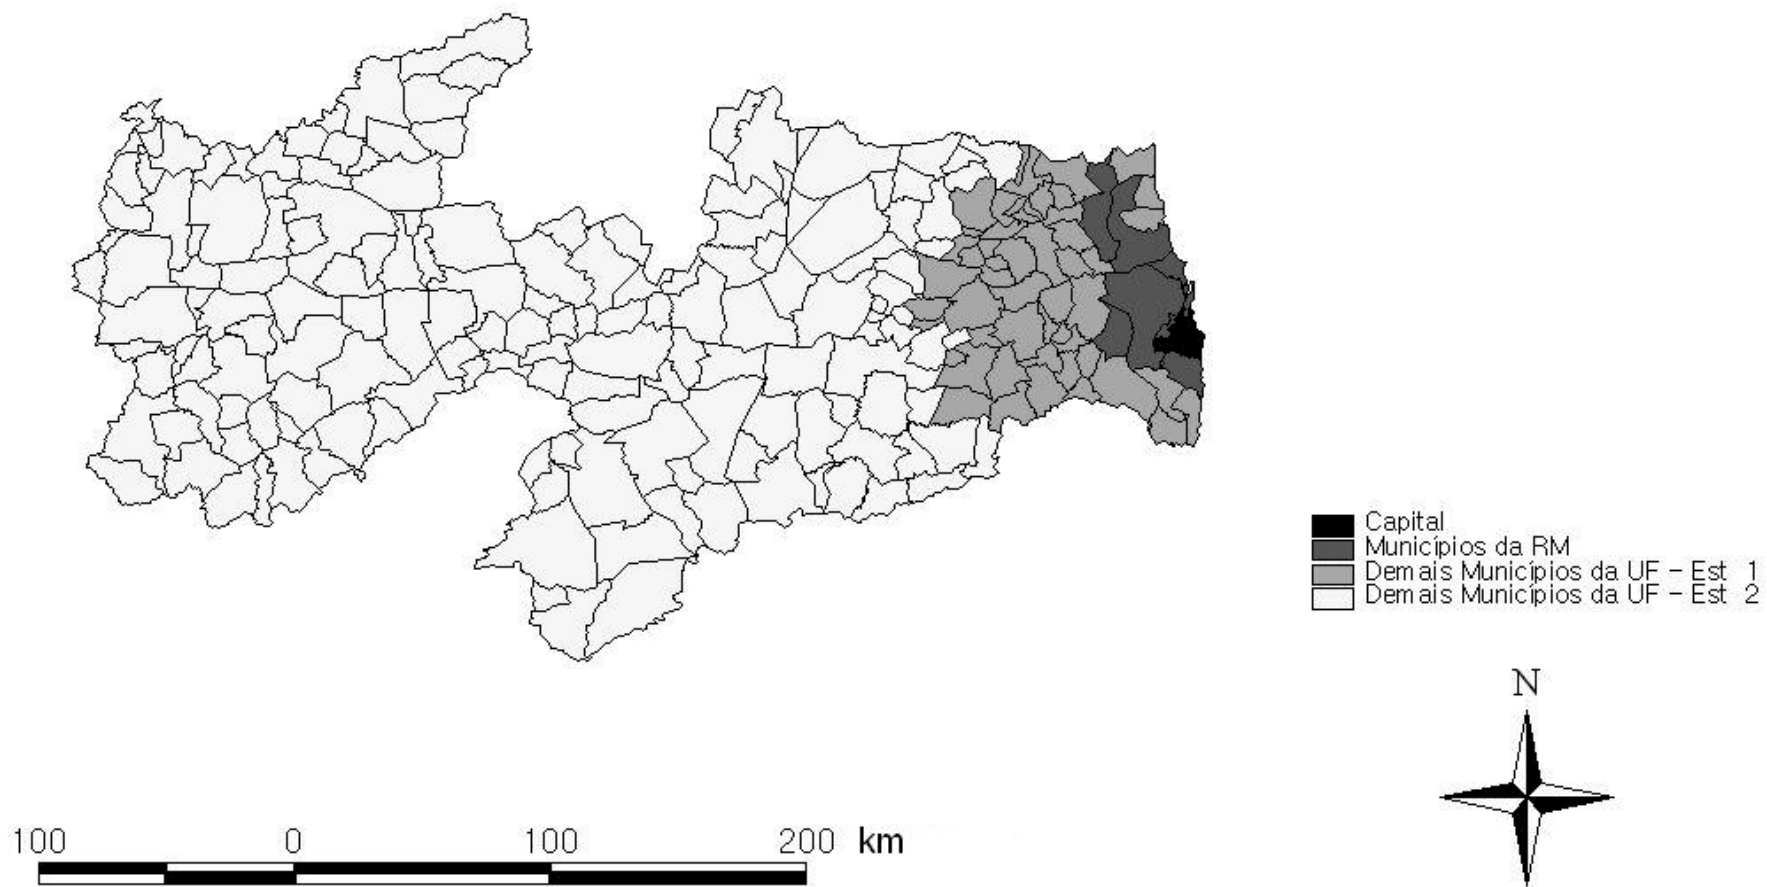 Capital
Municípios da RM
Demais Municípios da UF - Est 1
Demais Municípios da UF - Est 2
N
100 0 100 200 km